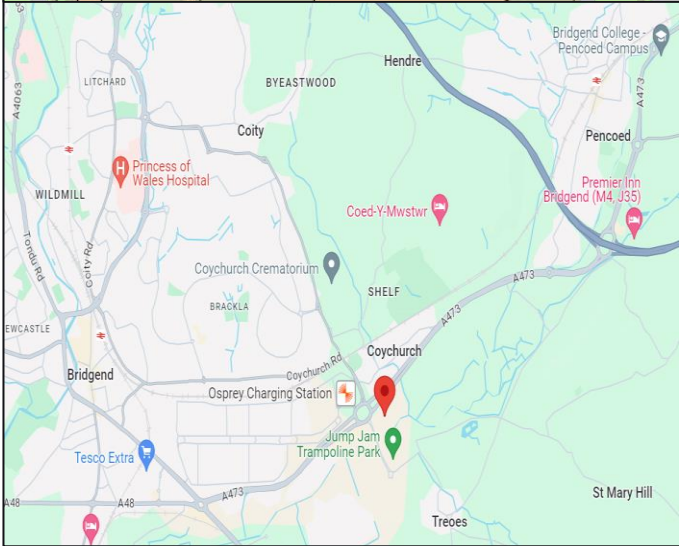 Bridgend College -
Pencoed Campus
Hendre
LITCHARD
BYEASTWOOD
A4063
A473
Coity
Pencoed
H
Princess of
Wales Hospital
Premier Inn
Bridgend (M4, J35)
WILDMILL
Coed-Y-Mwstwr
Tondu Rd
Coity Rd
Coychurch Crematorium
A473
SHELF
BRACKLA
A473
EWCASTLE
Coychurch
Coychurch Rd
Bridgend
Osprey Charging Station
Jump Jam
Trampoline Park
Tesco Extra
A473
St Mary Hill
A48
A48
Treoes